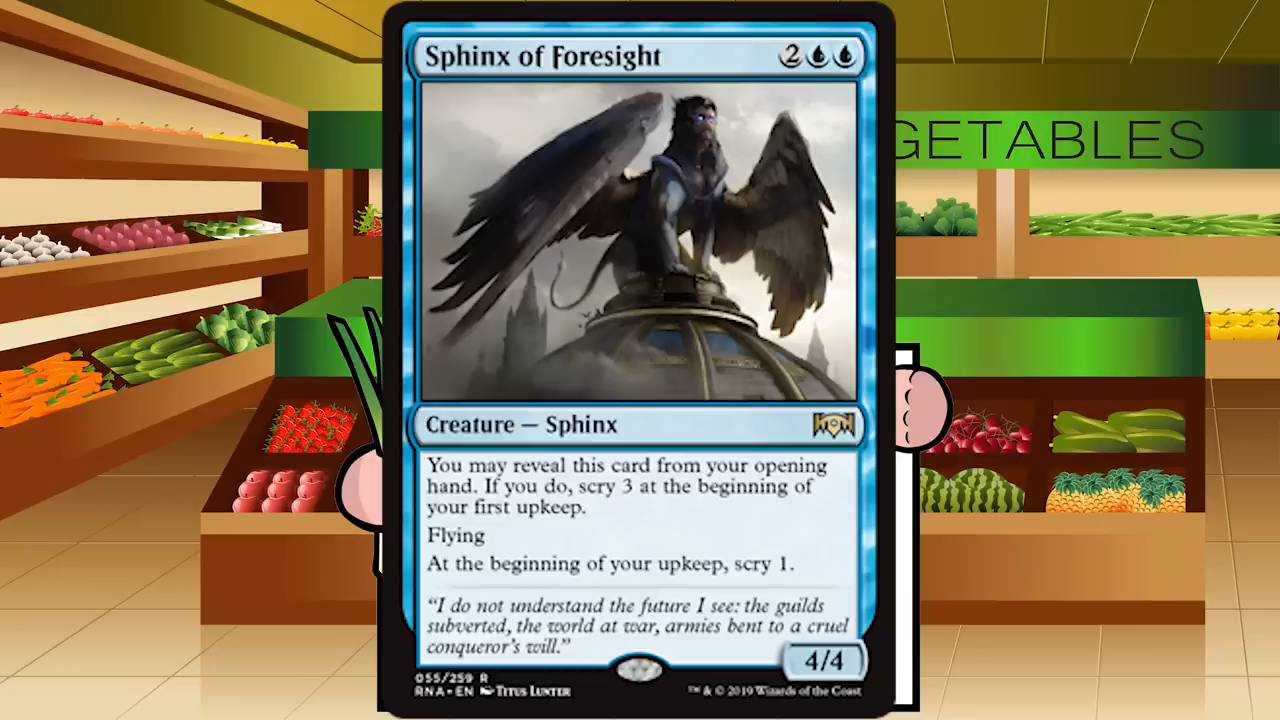 Sphinx of Foresight 2
GETABLES
Creature — Sphinx
You may reveal this card from your opening
hand. If you do, scry 3 at the beginning of
your first upkeep.
Flying
At the beginning of your upkeep, scry 1.
“I do not understand the future I see: the guilds
subverted, the world at war, armies bent to a cruel
conqueror’s will.”
4/4
055/259 R
RNA • EN Titus Lunter
™ & © 2019 Wizards of the Coast